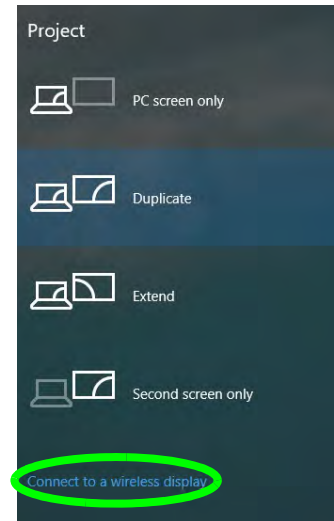 Project
PC screen only
Duplicate
Extend
Second screen only
Connect to a wireless display